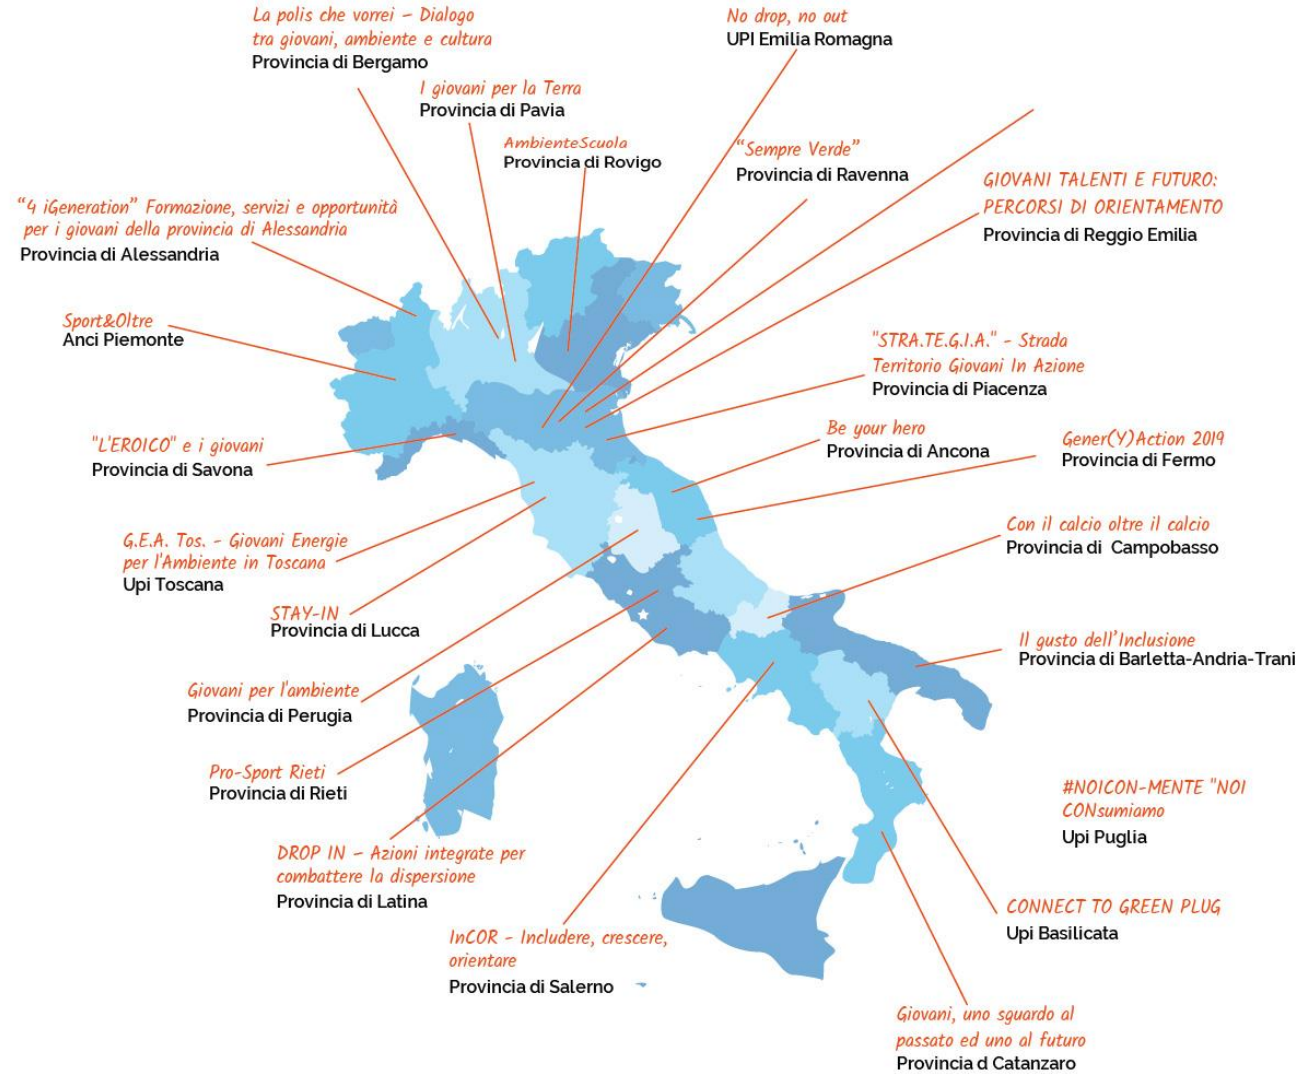 La polis che vorrei – Dialogo
tra giovani, ambiente e cultura
Provincia di Bergamo
No drop, no out
UPI Emilia Romagna
I giovani per la Terra
Provincia di Pavia
AmbienteScuola
Provincia di Rovigo
“Sempre Verde”
Provincia di Ravenna
GIOVANI TALENTI E FUTURO:
PERCORSI DI ORIENTAMENTO
Provincia di Reggio Emilia
“4 iGeneration” Formazione, servizi e opportunità
per i giovani della provincia di Alessandria
Provincia di Alessandria
Sport&Oltre
Anci Piemonte
"STRA.TE.G.I.A." - Strada
Territorio Giovani In Azione
Provincia di Piacenza
"L'EROICO" e i giovani
Provincia di Savona
Be your hero
Provincia di Ancona
Gener(Y)Action 2019
Provincia di Fermo
G.E.A. Tos. - Giovani Energie
per l'Ambiente in Toscana
Upi Toscana
Con il calcio oltre il calcio
Provincia di Campobasso
STAY-IN
Provincia di Lucca
Il gusto dell’Inclusione
Provincia di Barletta-Andria-Trani
Giovani per l'ambiente
Provincia di Perugia
Pro-Sport Rieti
Provincia di Rieti
#NOICON-MENTE "NOI
CONsumiamo
Upi Puglia
DROP IN – Azioni integrate per
combattere la dispersione
Provincia di Latina
CONNECT TO GREEN PLUG
Upi Basilicata
InCOR - Includere, crescere,
orientare
Provincia di Salerno
Giovani, uno sguardo al
passato ed uno al futuro
Provincia d Catanzaro